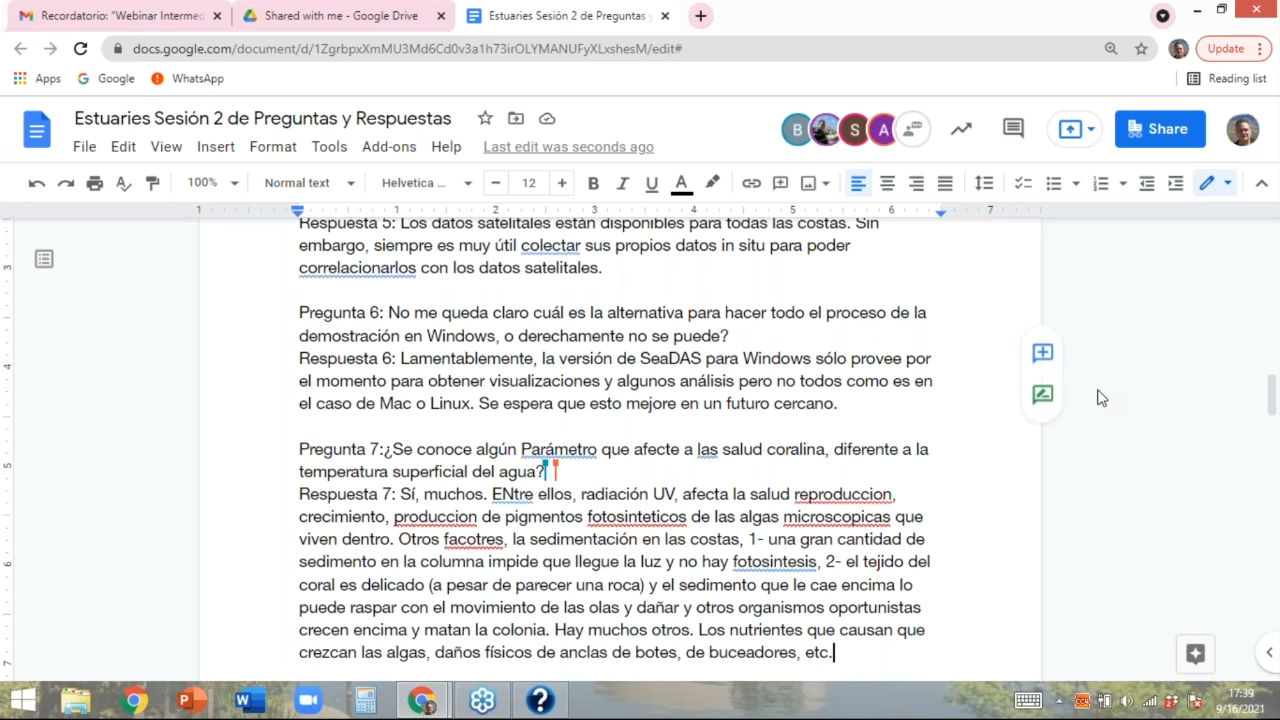 Recordatorio: "Webinar Intermed
Shared with me - Google Drive
Estuaries Sesión 2 de Preguntas y
docs.google.com/document/d/1ZgrbpxXmMU3Md6Cd0v3a1h73irOLYMANUFyXLxshesM/edit#
Update
Apps
Google
WhatsApp
Reading list
Estuaries Sesión 2 de Preguntas y Respuestas
B
S
A
Share
File Edit View Insert Format Tools Add-ons Help Last edit was seconds ago
100% Normal text Helvetica ... 12 B I U A
1 1 2 3 4 5 6 7
Respuesta 5: Los datos satelitales están disponibles para todas las costas. Sin
embargo, siempre es muy útil colectar sus propios datos in situ para poder
correlacionarlos con los datos satelitales.
Pregunta 6: No me queda claro cuál es la alternativa para hacer todo el proceso de la
demostración en Windows, o derechamente no se puede?
Respuesta 6: Lamentablemente, la versión de SeaDAS para Windows sólo provee por
el momento para obtener visualizaciones y algunos análisis pero no todos como es en
el caso de Mac o Linux. Se espera que esto mejore en un futuro cercano.
Pregunta 7:¿Se conoce algún Parámetro que afecte a las salud coralina, diferente a la
temperatura superficial del agua?
Respuesta 7: Sí, muchos. ENtre ellos, radiación UV, afecta la salud reproduccion,
crecimiento, produccion de pigmentos fotosinteticos de las algas microscopicas que
viven dentro. Otros facotres, la sedimentación en las costas, 1- una gran cantidad de
sedimento en la columna impide que llegue la luz y no hay fotosintesis, 2- el tejido del
coral es delicado (a pesar de parecer una roca) y el sedimento que le cae encima lo
puede raspar con el movimiento de las olas y dañar y otros organismos oportunistas
crecen encima y matan la colonia. Hay muchos otros. Los nutrientes que causan que
crezcan las algas, daños físicos de anclas de botes, de buceadores, etc.
3
4
5
6
7
17:39
9/16/2021